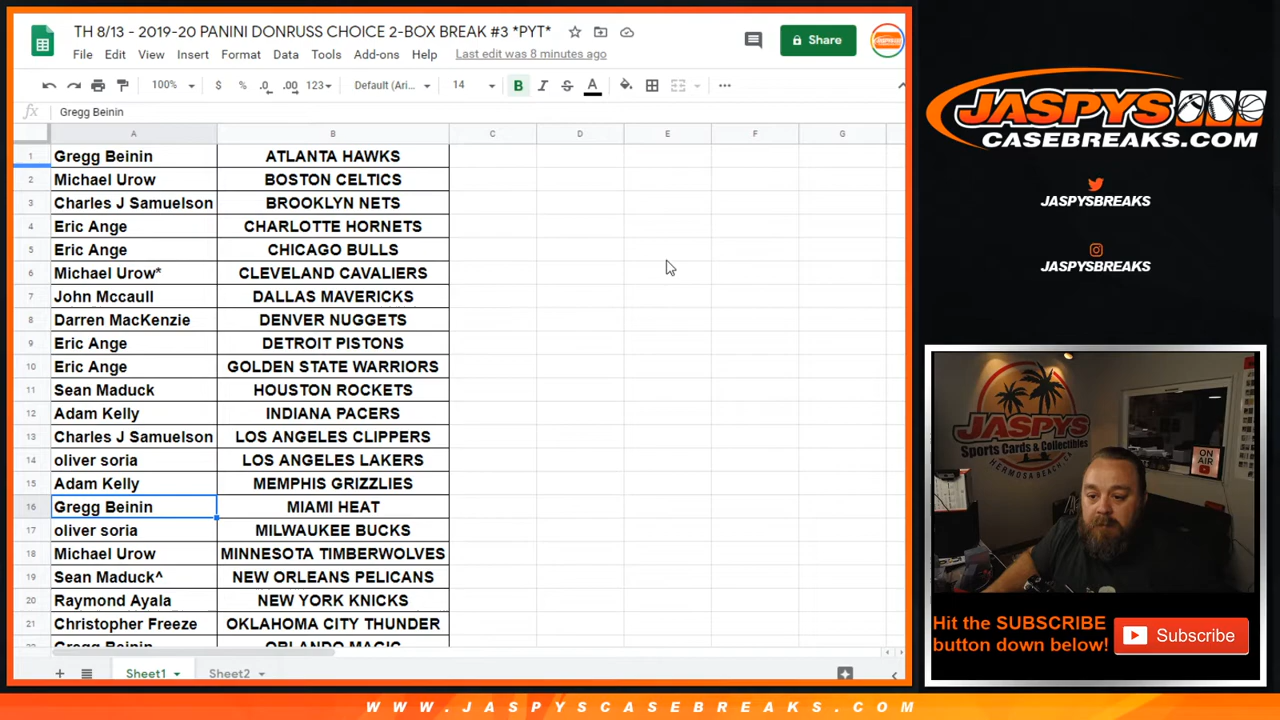 TH 8/13 - 2019-20 PANINI DONRUSS CHOICE 2-BOX BREAK #3 *PYT*
File Edit View Insert Format Data Tools Add-ons Help Last edit was 8 minutes ago
Share
100% $ % .0 .00 123 Default (Ari... 14 B I S A
fx Gregg Beinin
A B C D E F G
1 Gregg Beinin ATLANTA HAWKS
2 Michael Urow BOSTON CELTICS
3 Charles J Samuelson BROOKLYN NETS
4 Eric Ange CHARLOTTE HORNETS
5 Eric Ange CHICAGO BULLS
6 Michael Urow* CLEVELAND CAVALIERS
7 John Mccaull DALLAS MAVERICKS
8 Darren MacKenzie DENVER NUGGETS
9 Eric Ange DETROIT PISTONS
10 Eric Ange GOLDEN STATE WARRIORS
11 Sean Maduck HOUSTON ROCKETS
12 Adam Kelly INDIANA PACERS
13 Charles J Samuelson LOS ANGELES CLIPPERS
14 oliver soria LOS ANGELES LAKERS
15 Adam Kelly MEMPHIS GRIZZLIES
16 Gregg Beinin MIAMI HEAT
17 oliver soria MILWAUKEE BUCKS
18 Michael Urow MINNESOTA TIMBERWOLVES
19 Sean Maduck^ NEW ORLEANS PELICANS
20 Raymond Ayala NEW YORK KNICKS
21 Christopher Freeze OKLAHOMA CITY THUNDER
22 Gregg Beinin ORLANDO MAGIC
Sheet1 Sheet2
JASPYS
CASEBREAKS.COM
JASPYSBREAKS
JASPYSBREAKS
JASPYS
Sports Cards & Collectibles
HERMOSA BEACH, CA
ON AIR
Hit the SUBSCRIBE
button down below!
Subscribe
WWW.JASPYSCASEBREAKS.COM